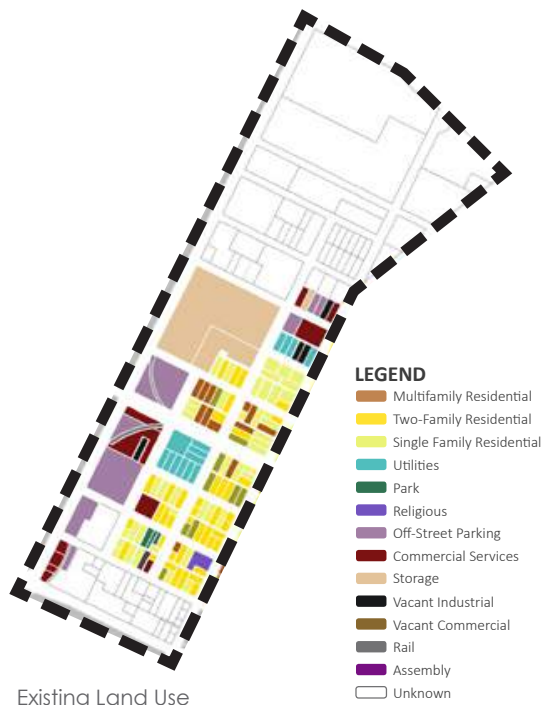 LEGEND
Multifamily Residential
Two-Family Residential
Single Family Residential
Utilities
Park
Religious
Off-Street Parking
Commercial Services
Storage
Vacant Industrial
Vacant Commercial
Rail
Assembly
Unknown
Existing Land Use